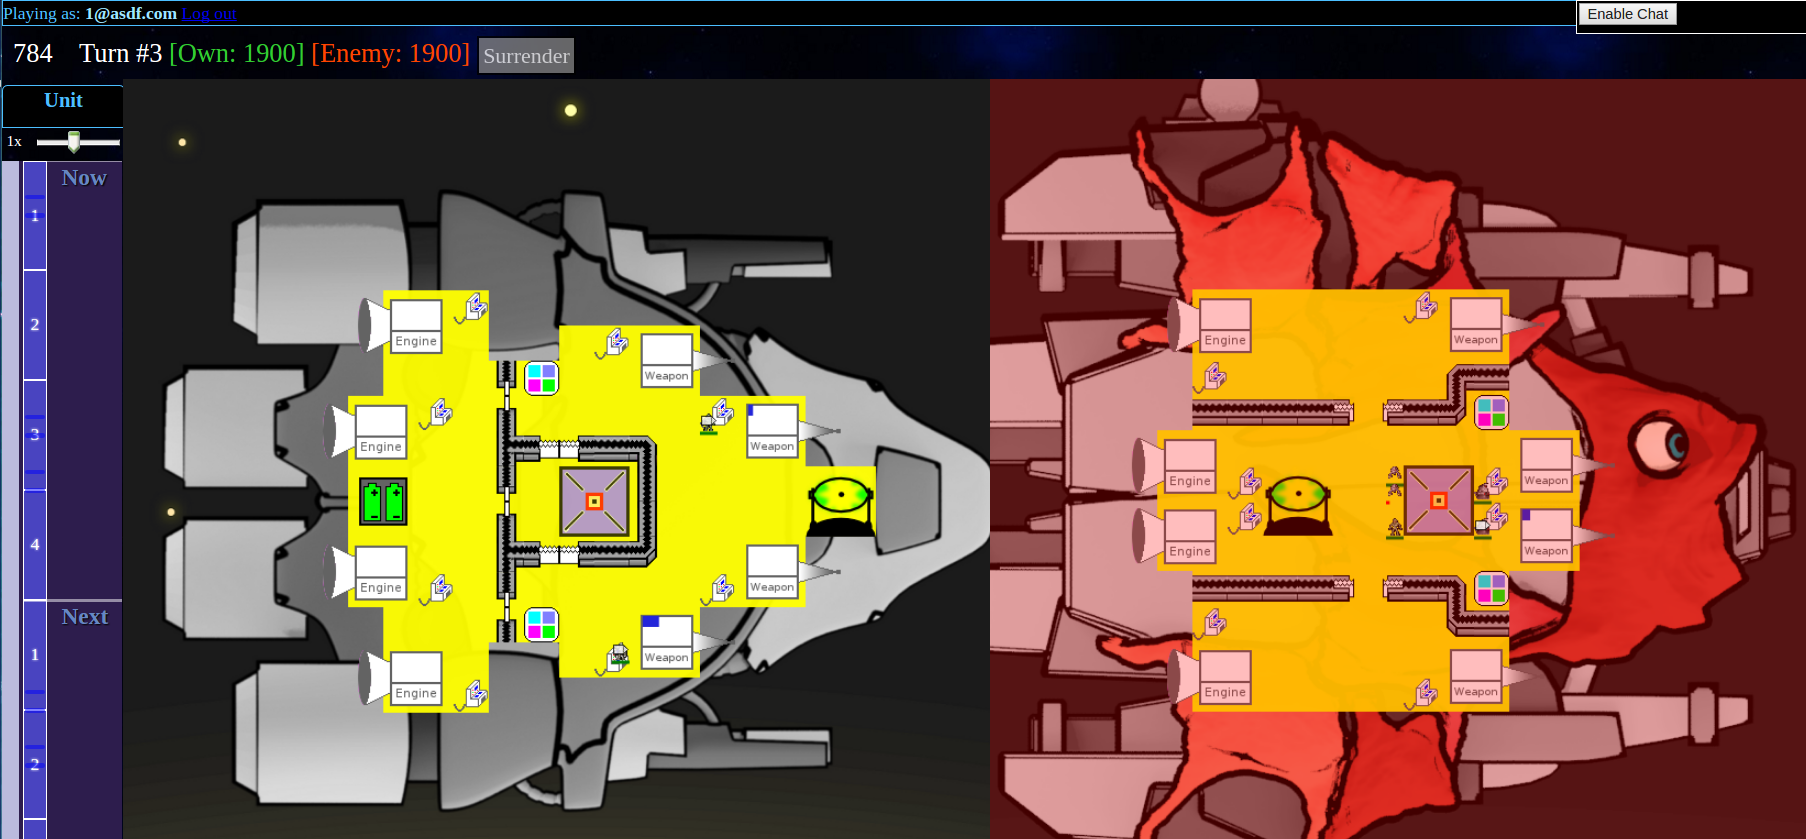 Playing as: 1@asdf.com Log out
Enable Chat
784 Turn #3 [Own: 1900] [Enemy: 1900] Surrender
Unit
1x
Now
1
2
3
4
Next
1
2
Engine
Weapon
Engine
Weapon
Engine
Weapon
Engine
Weapon
Engine
Weapon
Engine
Weapon
Engine
Weapon
Engine
Weapon